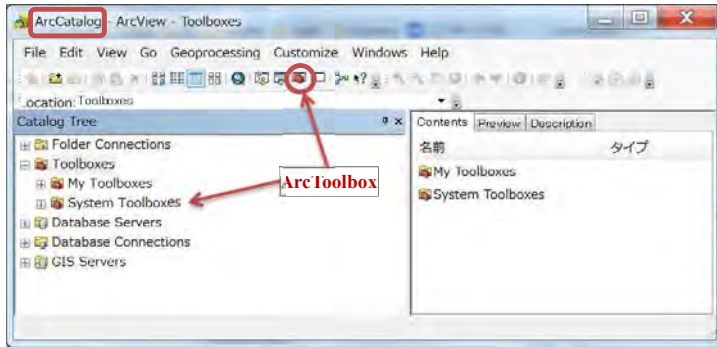 ArcCatalog - ArcView - Toolboxes
File Edit View Go Geoprocessing Customize Windows Help
ocation: Toolboxes
Catalog Tree
Folder Connections
Toolboxes
My Toolboxes
System Toolboxes
Database Servers
Database Connections
GIS Servers
ArcToolbox
Contents Preview Description
名前 タイプ
My Toolboxes
System Toolboxes